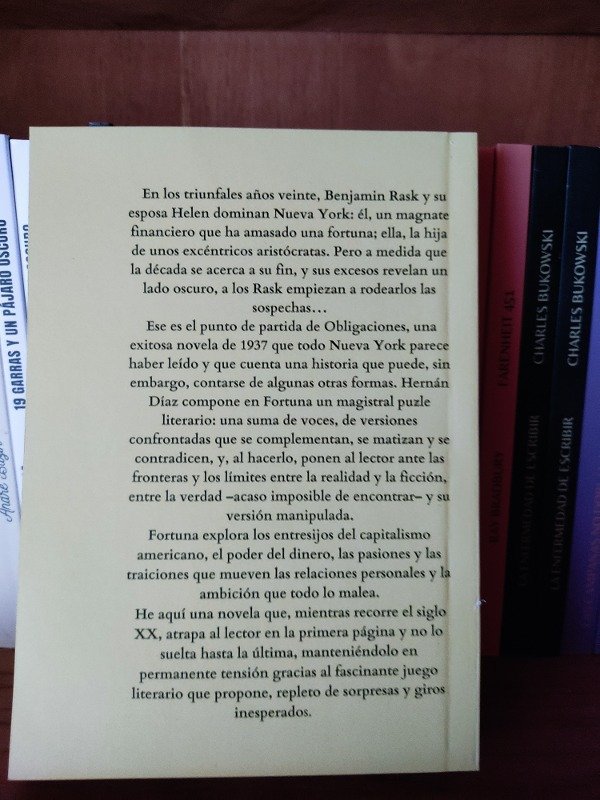 En los triunfales años veinte, Benjamin Rask y su
esposa Helen dominan Nueva York: él, un magnate
financiero que ha amasado una fortuna; ella, la hija
de unos excéntricos aristócratas. Pero a medida que
la década se acerca a su fin, y sus excesos revelan un
lado oscuro, a los Rask empiezan a rodearlos las
sospechas...
Ese es el punto de partida de Obligaciones, una
exitosa novela de 1937 que todo Nueva York parece
haber leído y que cuenta una historia que puede, sin
embargo, contarse de algunas otras formas. Hernán
Díaz compone en Fortuna un magistral puzle
literario: una suma de voces, de versiones
confrontadas que se complementan, se matizan y se
contradicen, y, al hacerlo, ponen al lector ante las
fronteras y los límites entre la realidad y la ficción,
entre la verdad –acaso imposible de encontrar– y su
versión manipulada.
Fortuna explora los entresijos del capitalismo
americano, el poder del dinero, las pasiones y las
traiciones que mueven las relaciones personales y la
ambición que todo lo malea.
He aquí una novela que, mientras recorre el siglo
XX, atrapa al lector en la primera página y no lo
suelta hasta la última, manteniéndolo en
permanente tensión gracias al fascinante juego
literario que propone, repleto de sorpresas y giros
inesperados.
19 GARRAS Y UN PÁJARO OSCURO
OSCURO
RAY BRADBURY FARENHEIT 451
LA ENFERMEDAD DE ESCRIBIR CHARLES BUKOWSKI
LA ENFERMEDAD DE ESCRIBIR CHARLES BUKOWSKI